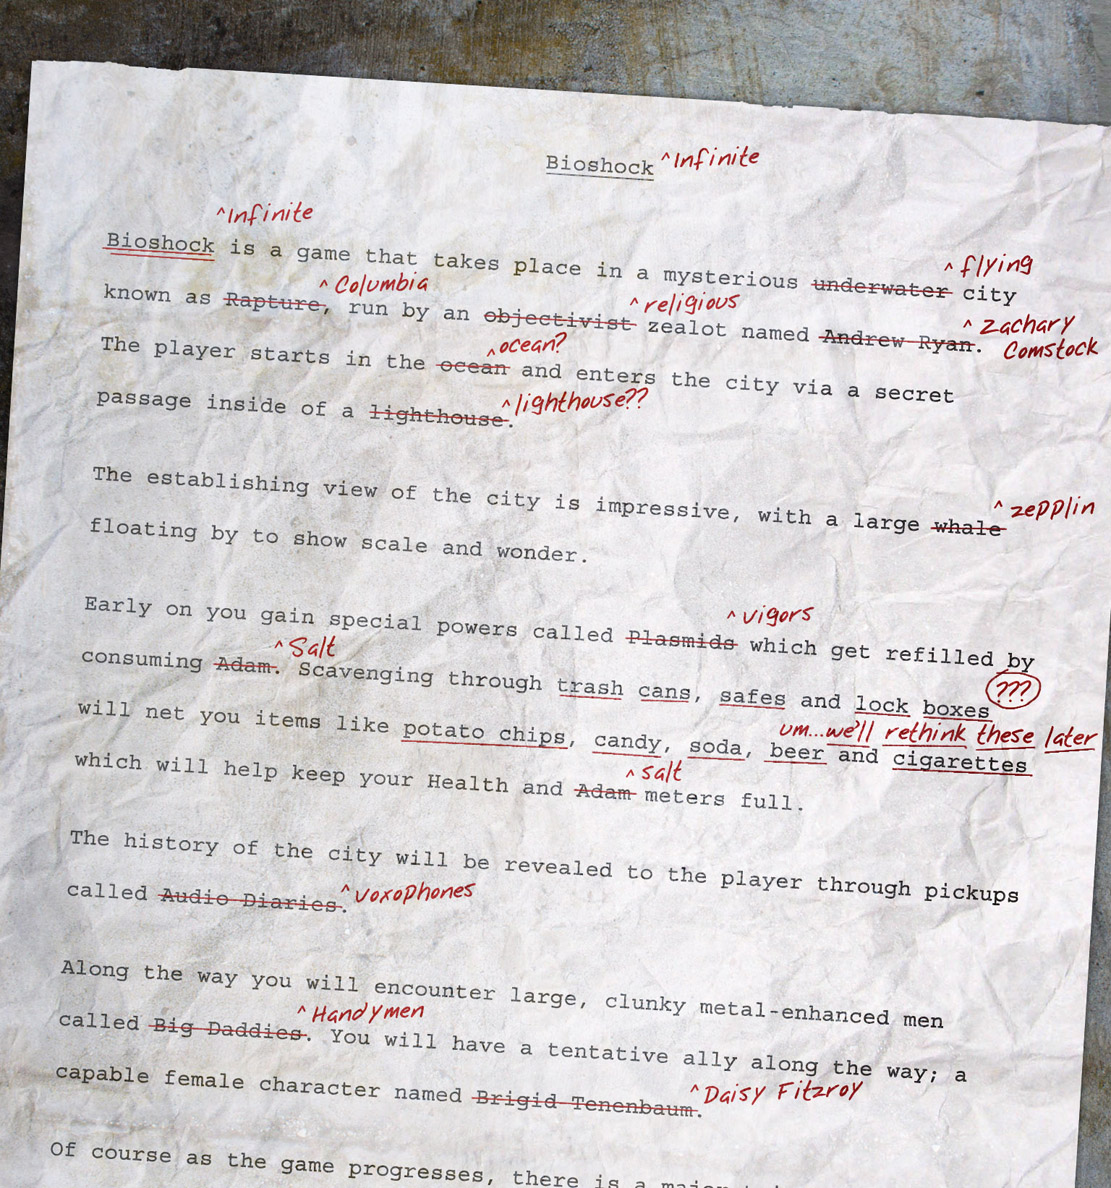 Bioshock ^Infinite
^Infinite
Bioshock is a game that takes place in a mysterious underwater ^flying city
known as Rapture, ^Columbia run by an objectivist ^religious zealot named Andrew Ryan. ^Zachary Comstock
The player starts in the ocean ^ocean? and enters the city via a secret
passage inside of a lighthouse. ^lighthouse??
The establishing view of the city is impressive, with a large whale ^zepplin
floating by to show scale and wonder.
Early on you gain special powers called Plasmids ^vigors which get refilled by
consuming Adam. ^Salt Scavenging through trash cans, safes and lock boxes ???
um...we'll rethink these later
will net you items like potato chips, candy, soda, beer and cigarettes
which will help keep your Health and Adam ^salt meters full.
The history of the city will be revealed to the player through pickups
called Audio Diaries. ^voxophones
Along the way you will encounter large, clunky metal-enhanced men
called Big Daddies. ^Handymen You will have a tentative ally along the way; a
capable female character named Brigid Tenenbaum. ^Daisy Fitzroy
Of course as the game progresses, there is a major